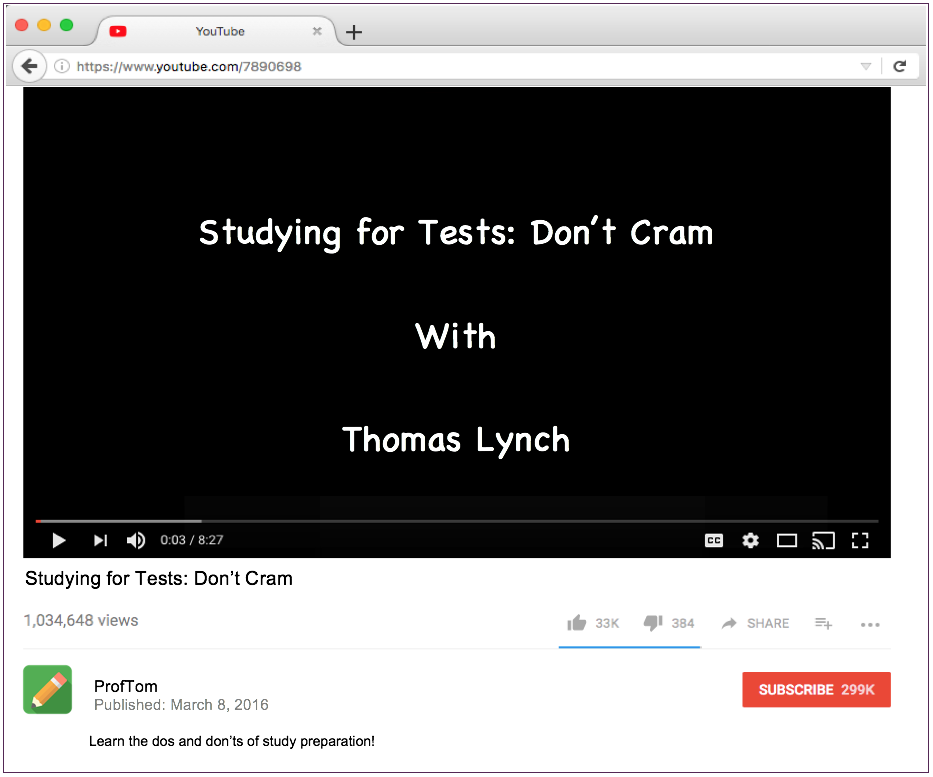 YouTube
https://www.youtube.com/7890698
Studying for Tests: Don't Cram
With
Thomas Lynch
0:03 / 8:27
CC
Studying for Tests: Don't Cram
1,034,648 views
33K 384 SHARE
ProfTom
SUBSCRIBE 299K
Published: March 8, 2016
Learn the dos and don'ts of study preparation!